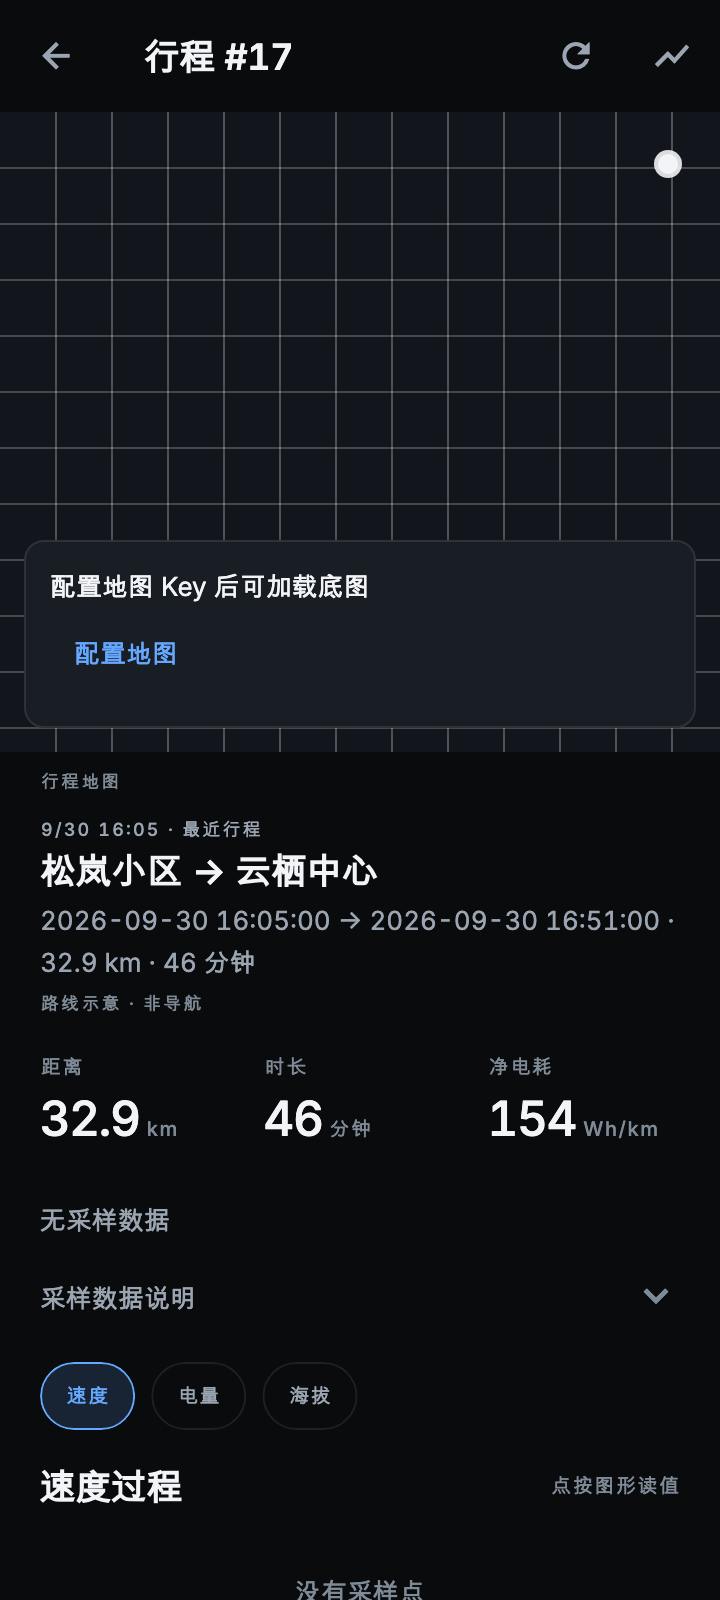 行程 #17
配置地图 Key 后可加载底图
配置地图
行程地图
9/30 16:05 · 最近行程
松岚小区 → 云栖中心
2026-09-30 16:05:00 → 2026-09-30 16:51:00 ·
32.9 km · 46 分钟
路线示意 · 非导航
距离 时长 净电耗
32.9 km 46 分钟 154 Wh/km
无采样数据
采样数据说明
速度 电量 海拔
速度过程 点按图形读值
没有采样点